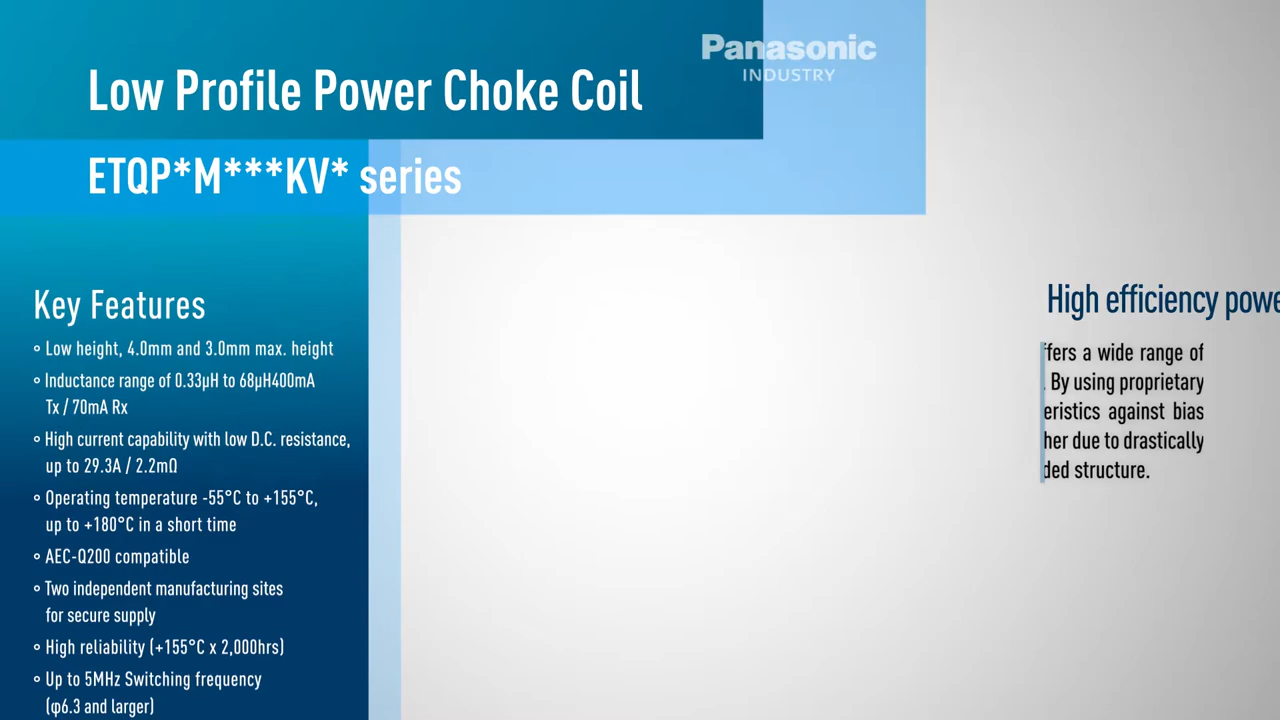 Panasonic
INDUSTRY
Low Profile Power Choke Coil
ETQP*M***KV* series
Key Features
Low height, 4.0mm and 3.0mm max. height
Inductance range of 0.33μH to 68μH400mA
Tx / 70mA Rx
High current capability with low D.C. resistance,
up to 29.3A / 2.2mΩ
Operating temperature -55°C to +155°C,
up to +180°C in a short time
AEC-Q200 compatible
Two independent manufacturing sites
for secure supply
High reliability (+155°C x 2,000hrs)
Up to 5MHz Switching frequency
(φ6.3 and larger)
High efficiency powe
ffers a wide range of
. By using proprietary
eristics against bias
her due to drastically
ded structure.